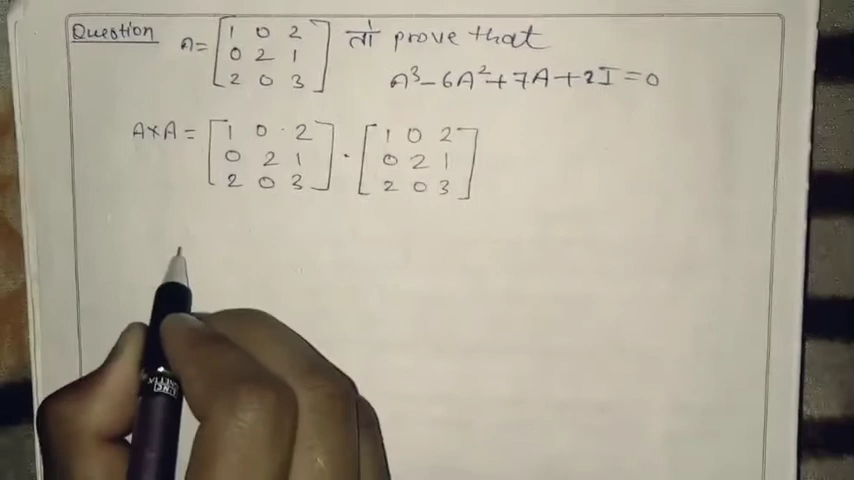 Question A = [1 0 2 तो prove that
0 2 1
2 0 3] A³ - 6A² + 7A + 2I = 0
A×A = [1 0 2 [1 0 2
0 2 1 · 0 2 1
2 0 3] 2 0 3]